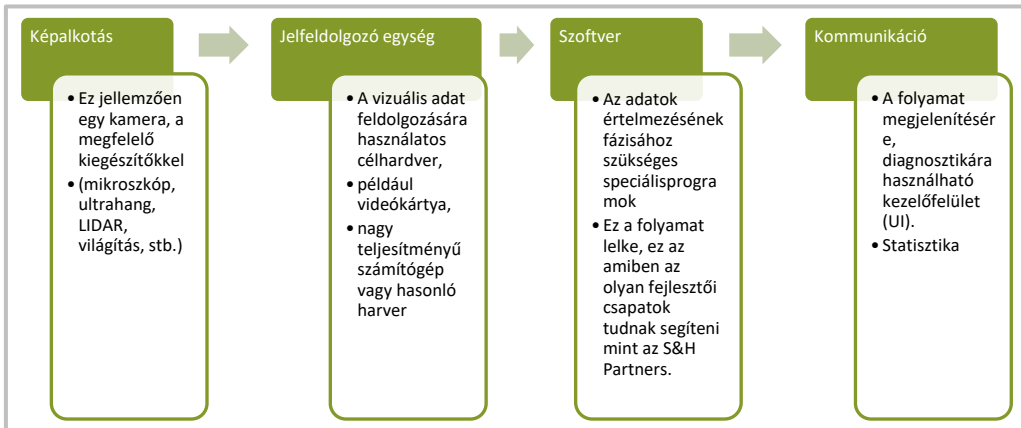 Képalkotás
• Ez jellemzően
egy kamera, a
megfelelő
kiegészítőkkel
• (mikroszkóp,
ultrahang,
LIDAR,
világítás, stb.)
Jelfeldolgozó egység
• A vizuális adat
feldolgozására
használatos
célhardver,
• például
videókártya,
• nagy
teljesítményű
számítógép
vagy hasonló
harver
Szoftver
• Az adatok
értelmezésének
fázisához
szükséges
speciálisprogra
mok
• Ez a folyamat
lelke, ez az
amiben az
olyan fejlesztői
csapatok
tudnak segíteni
mint az S&H
Partners.
Kommunikáció
• A folyamat
megjelenítésér
e,
diagnosztikára
használható
kezelőfelület
(UI).
• Statisztika